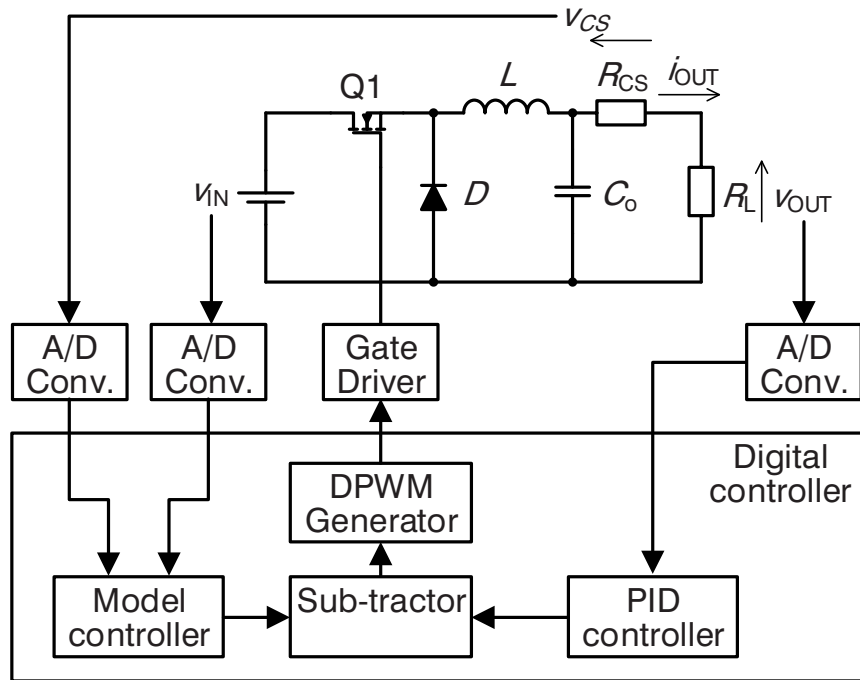 vCS
Q1
L
RCS
iOUT
vIN
D
Co
RL
vOUT
A/D
Conv.
A/D
Conv.
Gate
Driver
A/D
Conv.
Digital
controller
DPWM
Generator
Model
controller
Sub-tractor
PID
controller